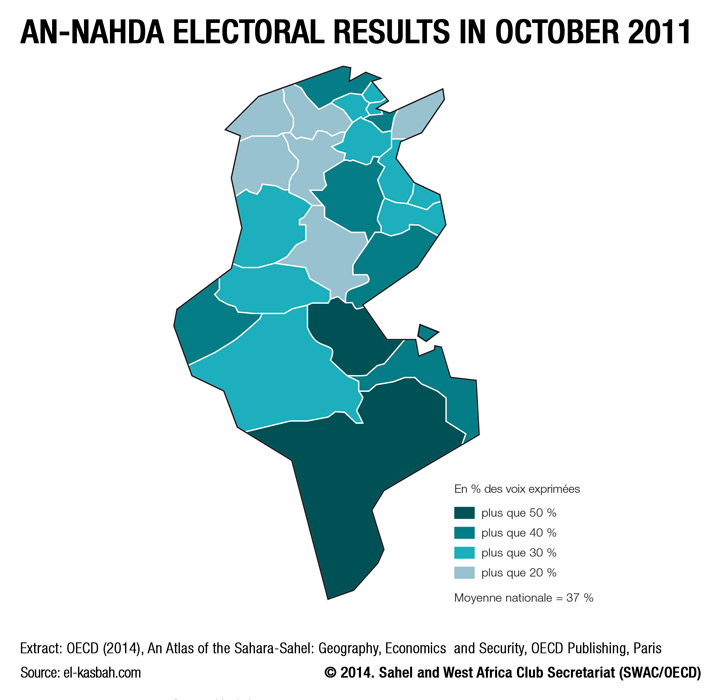 AN-NAHDA ELECTORAL RESULTS IN OCTOBER 2011
En % des voix exprimées
plus que 50 %
plus que 40 %
plus que 30 %
plus que 20 %
Moyenne nationale = 37 %
Extract: OECD (2014), An Atlas of the Sahara-Sahel: Geography, Economics and Security, OECD Publishing, Paris
Source: el-kasbah.com
© 2014. Sahel and West Africa Club Secretariat (SWAC/OECD)